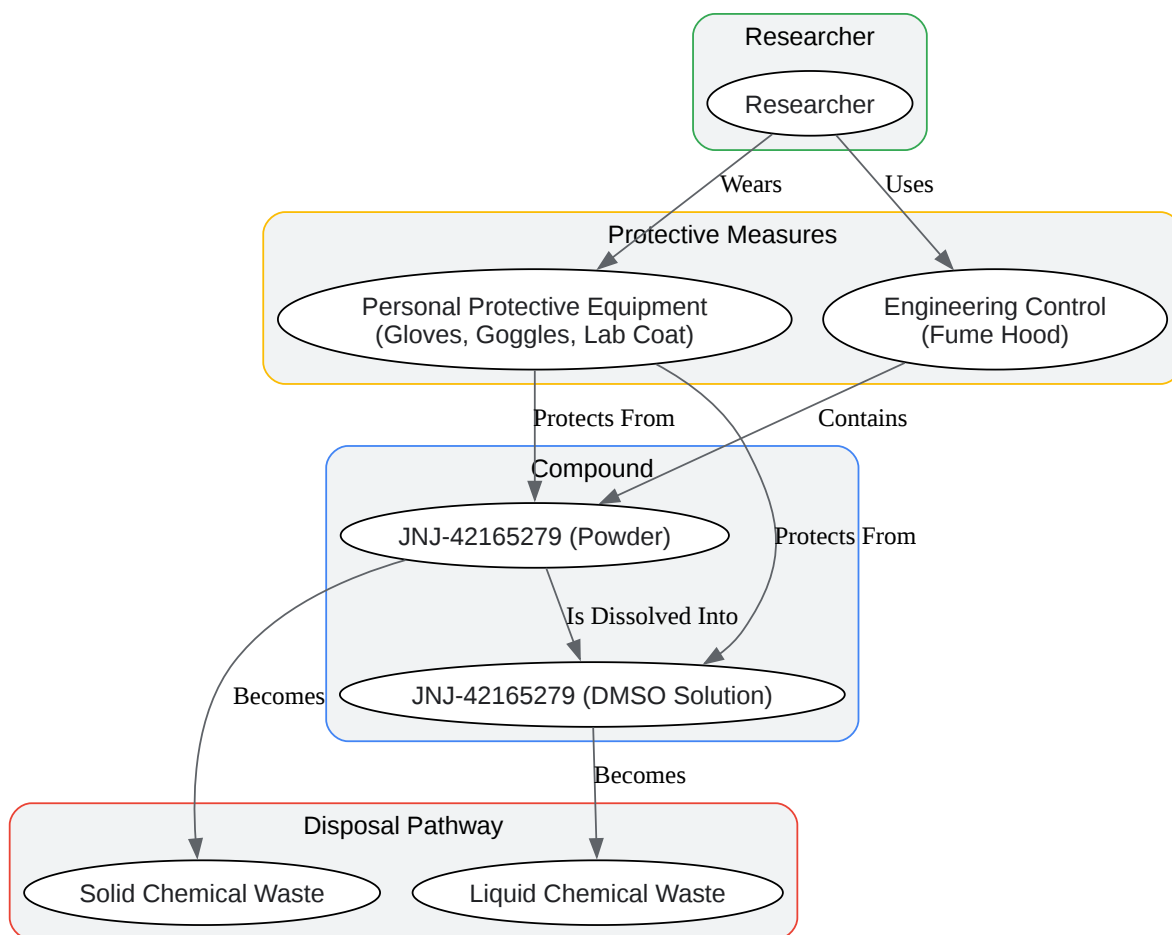 Researcher
Researcher
Wears
Uses
Protective Measures
Personal Protective Equipment
(Gloves, Goggles, Lab Coat)
Engineering Control
(Fume Hood)
Protects From
Contains
Compound
JNJ-42165279 (Powder)
Protects From
Is Dissolved Into
JNJ-42165279 (DMSO Solution)
Becomes
Becomes
Disposal Pathway
Solid Chemical Waste
Liquid Chemical Waste